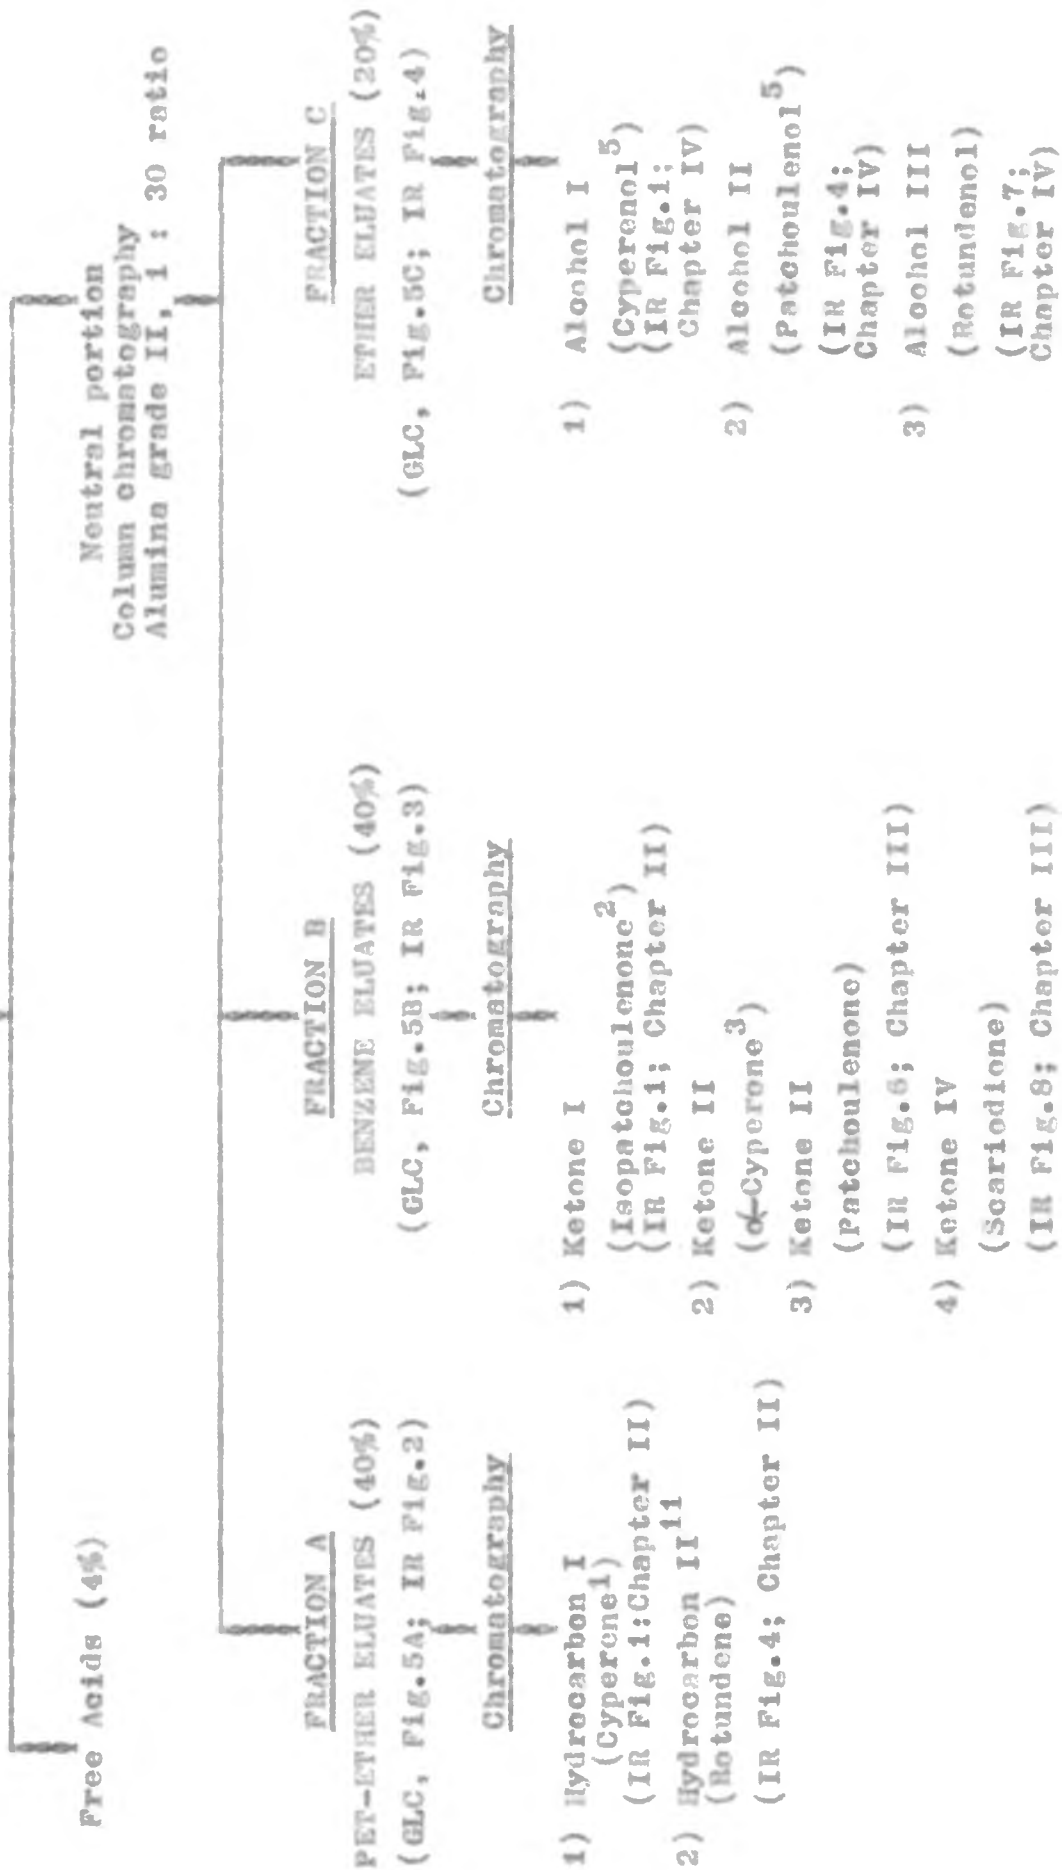 Free Acids (4%)
Neutral portion
Column chromatography
Alumina grade II, 1 : 30 ratio
FRACTION A
PET-ETHER ELUATES (40%)
(GLC, Fig.5A; IR Fig.2)
Chromatography
1) Hydrocarbon I
(Cyperene1)
(IR Fig.1;Chapter II)
2) Hydrocarbon II11
(Rotundene)
(IR Fig.4; Chapter II)
FRACTION B
BENZENE ELUATES (40%)
(GLC, Fig.5B; IR Fig.3)
Chromatography
1) Ketone I
(Isopatchoulenone2)
(IR Fig.1; Chapter II)
2) Ketone II
(α-Cyperone3)
3) Ketone II
(Patchoulenone)
(IR Fig.6; Chapter III)
4) Ketone IV
(Scariodione)
(IR Fig.8; Chapter III)
FRACTION C
ETHER ELUATES (20%)
(GLC, Fig.5C; IR Fig.4)
Chromatography
1) Alcohol I
(Cyperenol5)
(IR Fig.1;
Chapter IV)
2) Alcohol II
(Patchoulenol5)
(IR Fig.4;
Chapter IV)
3) Alcohol III
(Rotundenol)
(IR Fig.7;
Chapter IV)